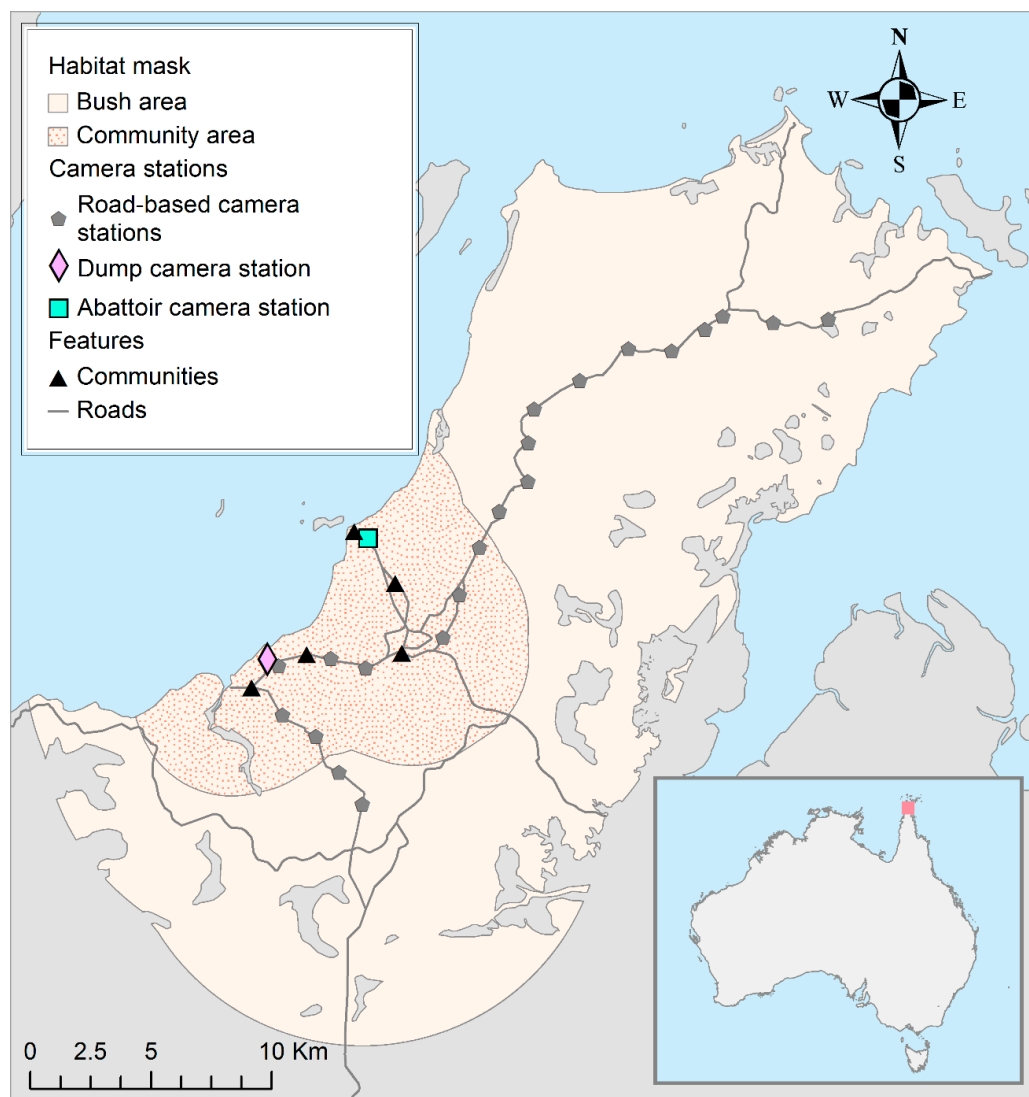 Habitat mask
Bush area
Community area
Camera stations
Road-based camera
stations
Dump camera station
Abattoir camera station
Features
Communities
Roads
N
W
E
S
0 2.5 5 10 Km